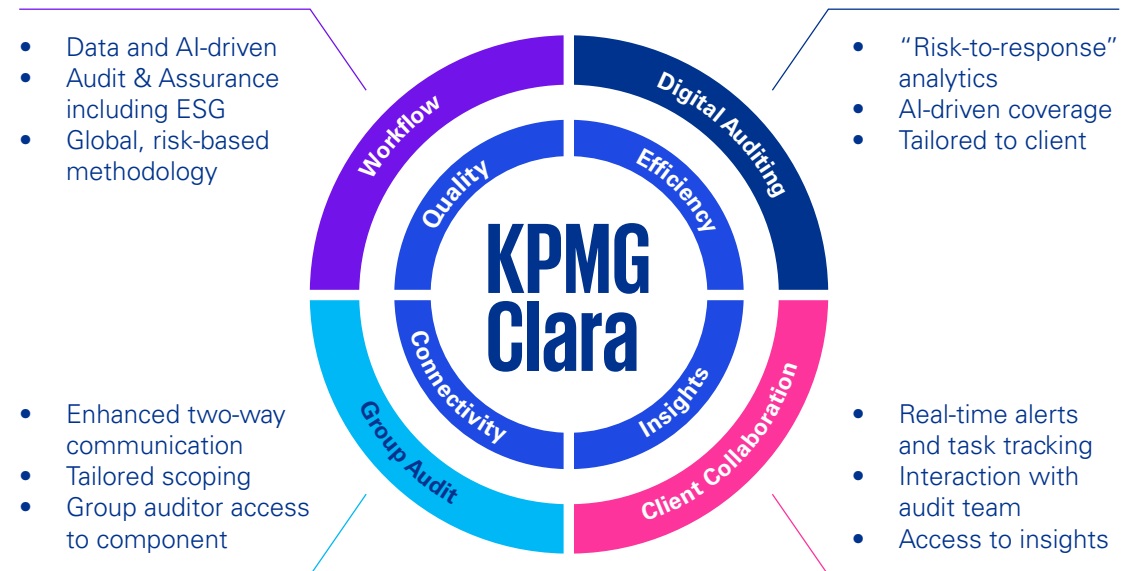 • Data and AI-driven
• Audit & Assurance
including ESG
• Global, risk-based
methodology
• “Risk-to-response”
analytics
• AI-driven coverage
• Tailored to client
Workflow
Digital Auditing
Quality
Efficiency
KPMG
Clara
Connectivity
Insights
Group Audit
Client Collaboration
• Enhanced two-way
communication
• Tailored scoping
• Group auditor access
to component
• Real-time alerts
and task tracking
• Interaction with
audit team
• Access to insights